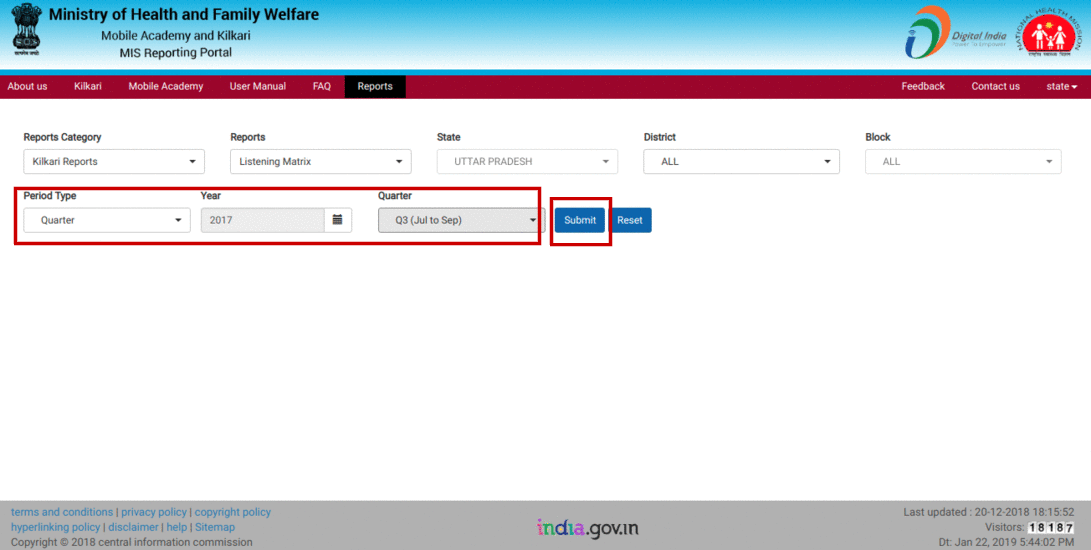 Ministry of Health and Family Welfare
Mobile Academy and Kilkari
MIS Reporting Portal
सत्यमेव जयते
Digital India
Power To Empower
NATIONAL HEALTH MISSION
About us Kilkari Mobile Academy User Manual FAQ Reports Feedback Contact us state
Reports Category Reports State District Block
Kilkari Reports Listening Matrix UTTAR PRADESH ALL ALL
Period Type Year Quarter
Quarter 2017 Q3 (Jul to Sep) Submit Reset
terms and conditions | privacy policy | copyright policy
hyperlinking policy | disclaimer | help | Sitemap
Copyright © 2018 central information commission
india.gov.in
Last updated : 20-12-2018 18:15:52
Visitors: 18187
Dt: Jan 22, 2019 5:44:02 PM